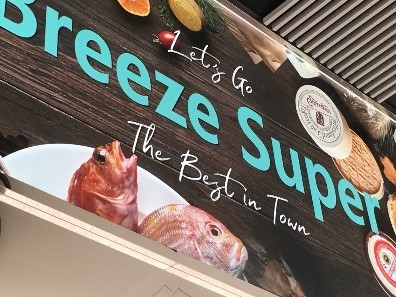 Let's Go
Breeze Super
The Best in Town